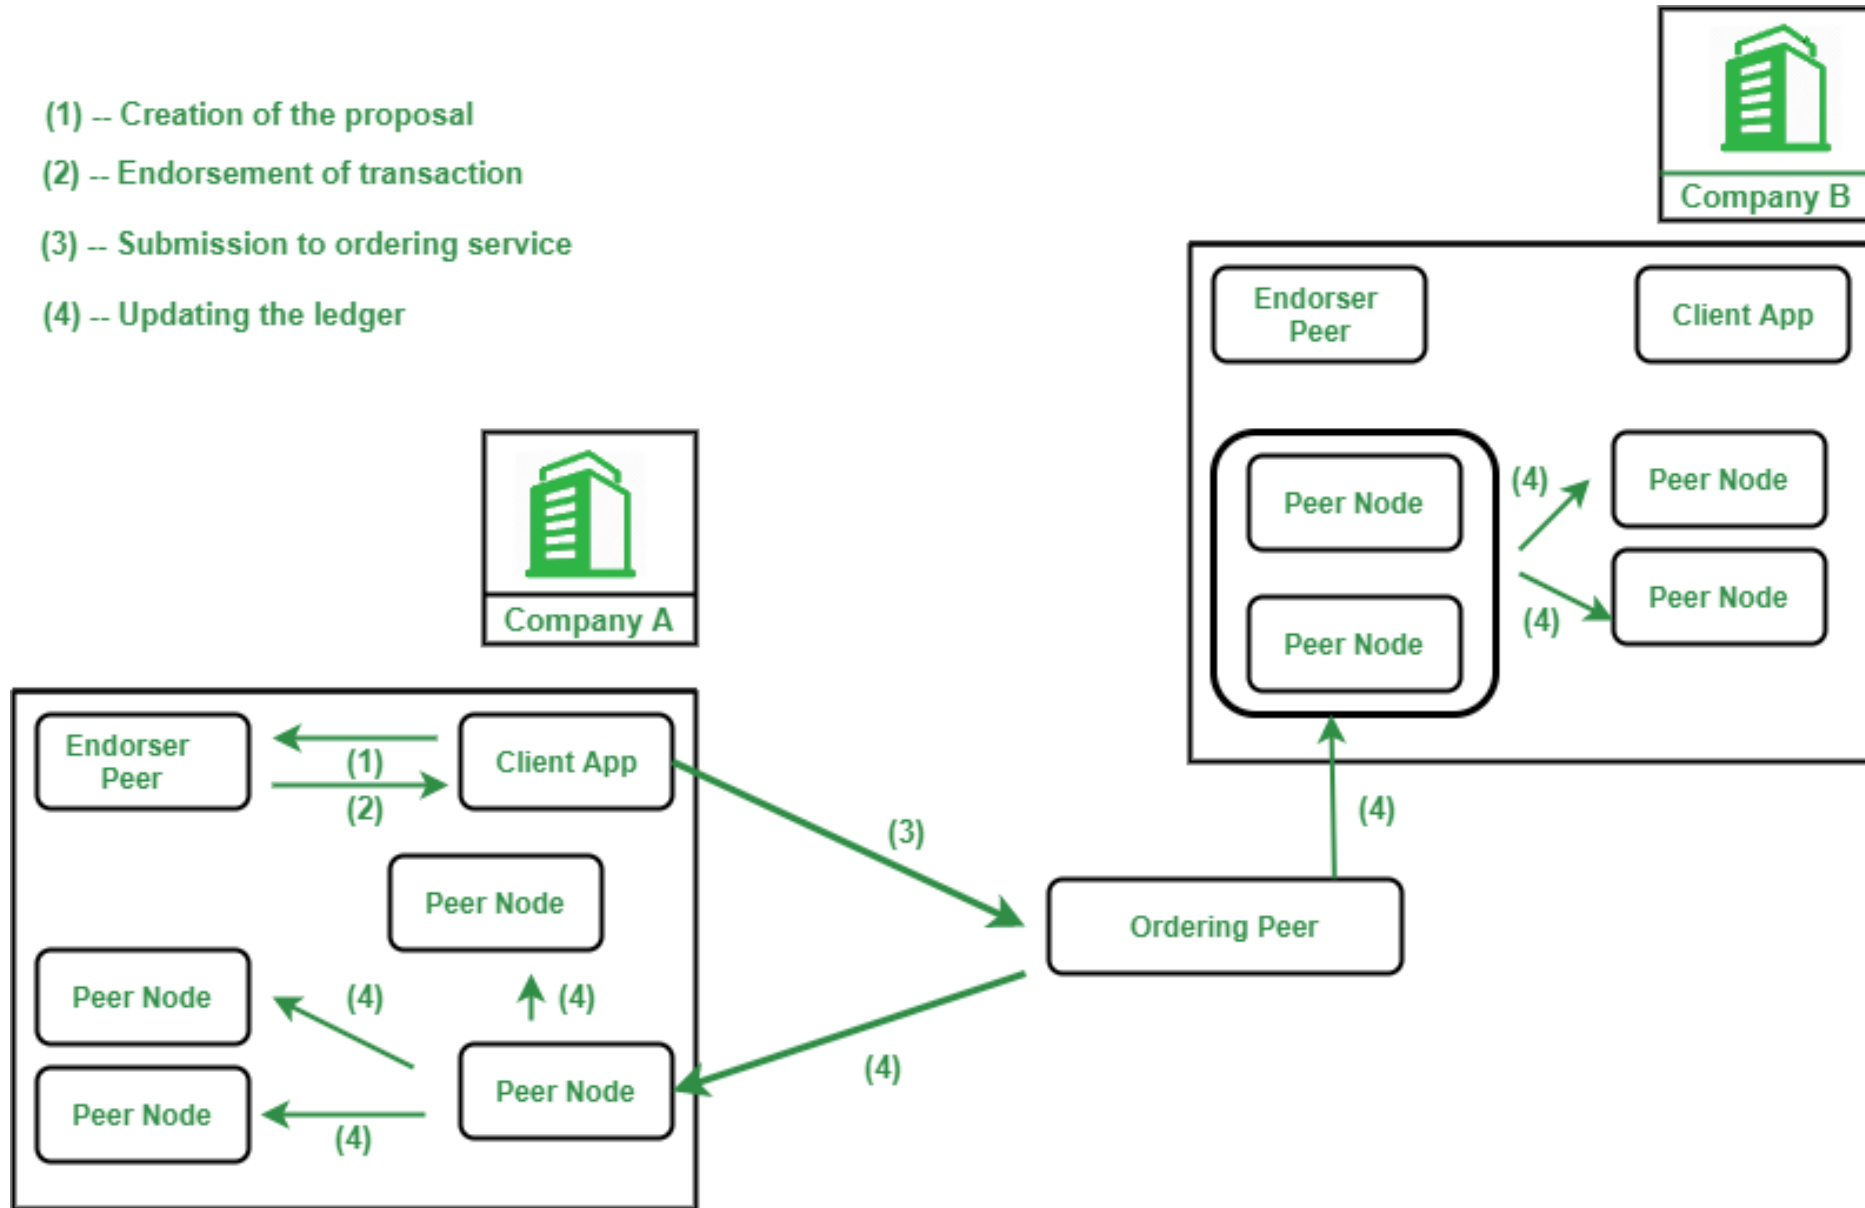 (1) -- Creation of the proposal
(2) -- Endorsement of transaction
(3) -- Submission to ordering service
(4) -- Updating the ledger
Company B
Endorser
Peer
Client App
Peer Node
(4)
Peer Node
Peer Node
(4)
Peer Node
(4)
Company A
Endorser
Peer
(1)
(2)
Client App
(3)
Peer Node
Ordering Peer
Peer Node
(4)
(4)
Peer Node
(4)
Peer Node
(4)